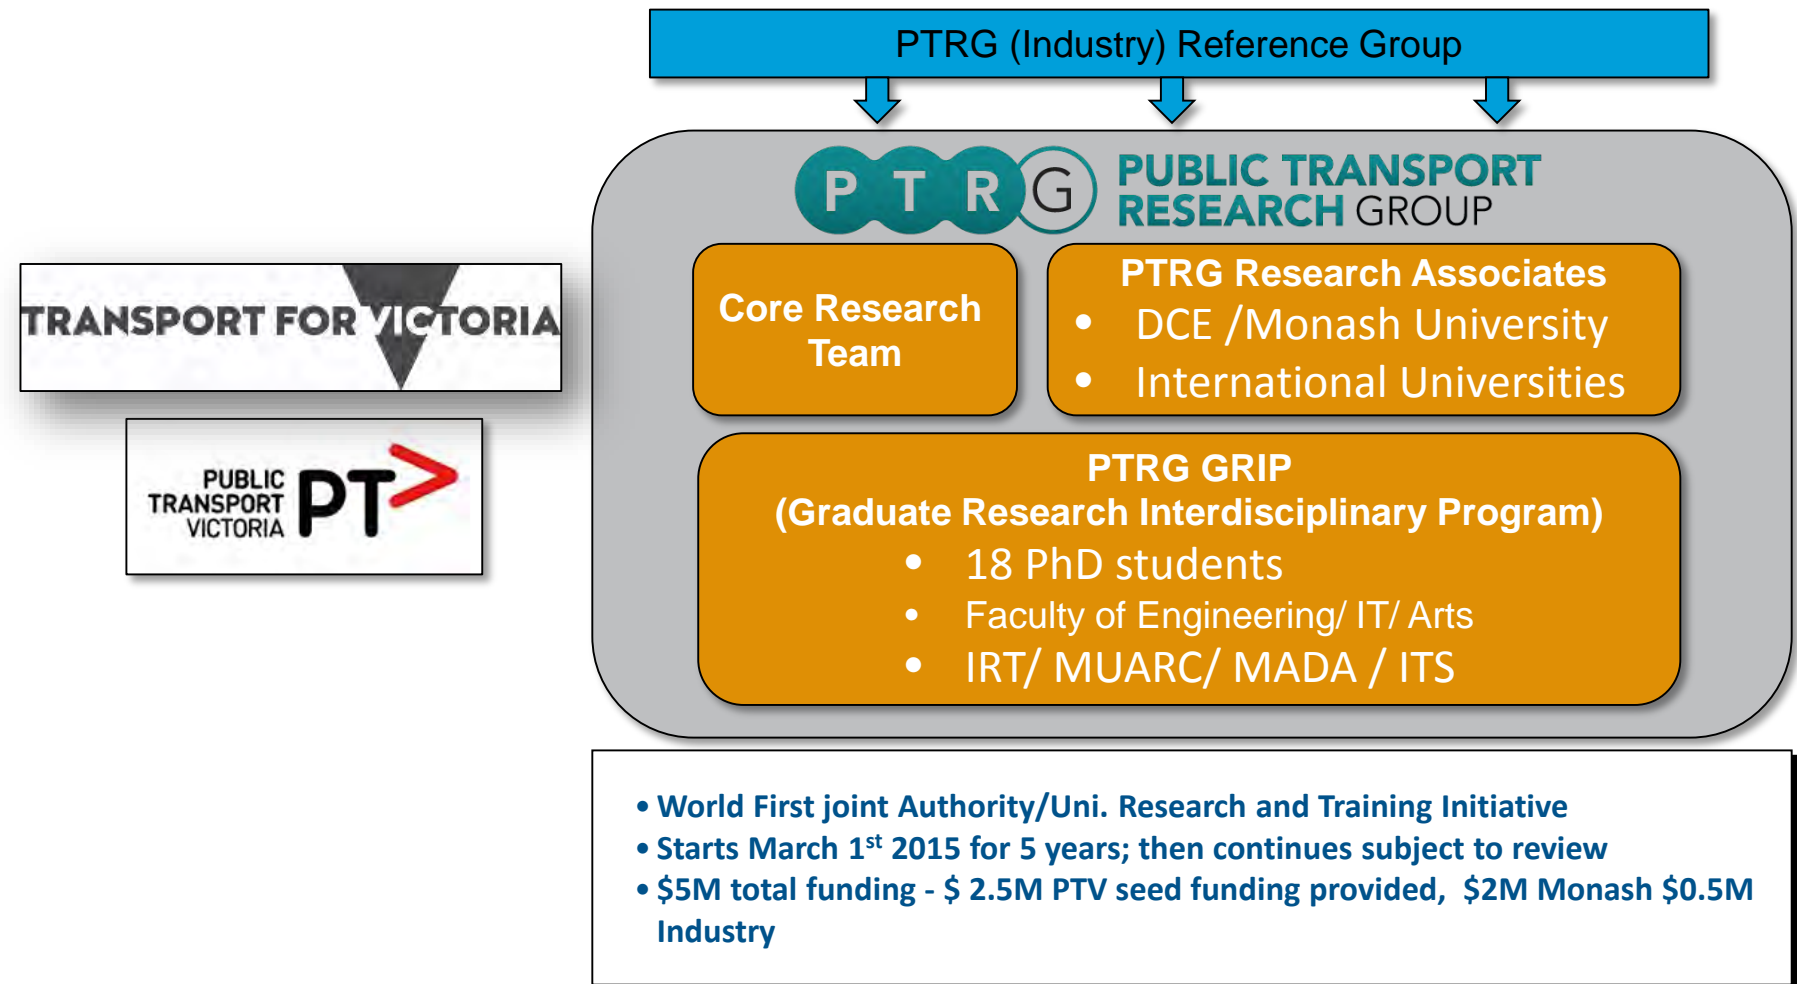 PTRG (Industry) Reference Group
PTRG PUBLIC TRANSPORT
RESEARCH GROUP
TRANSPORT FOR VICTORIA
PUBLIC
TRANSPORT
VICTORIA
PT>
Core Research
Team
PTRG Research Associates
• DCE /Monash University
• International Universities
PTRG GRIP
(Graduate Research Interdisciplinary Program)
• 18 PhD students
• Faculty of Engineering/ IT/ Arts
• IRT/ MUARC/ MADA / ITS
• World First joint Authority/Uni. Research and Training Initiative
• Starts March 1st 2015 for 5 years; then continues subject to review
• $5M total funding - $ 2.5M PTV seed funding provided, $2M Monash $0.5M
Industry